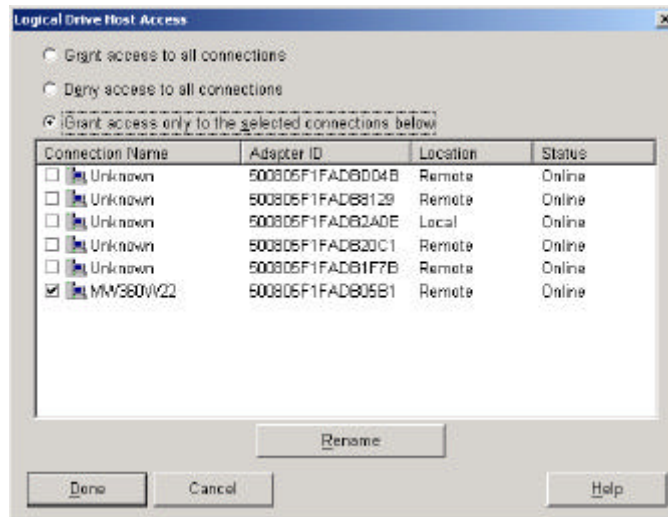 Logical Drive Host Access
Grant access to all connections
Deny access to all connections
Grant access only to the selected connections below
Connection Name Adapter ID Location Status
Unknown 500805F1FADBD04B Remote Online
Unknown 500805F1FADB8129 Remote Online
Unknown 500805F1FADB2A0E Local Online
Unknown 500805F1FADB20C1 Remote Online
Unknown 500805F1FADB1F7B Remote Online
MW360W22 500805F1FADB05B1 Remote Online
Rename
Done Cancel Help